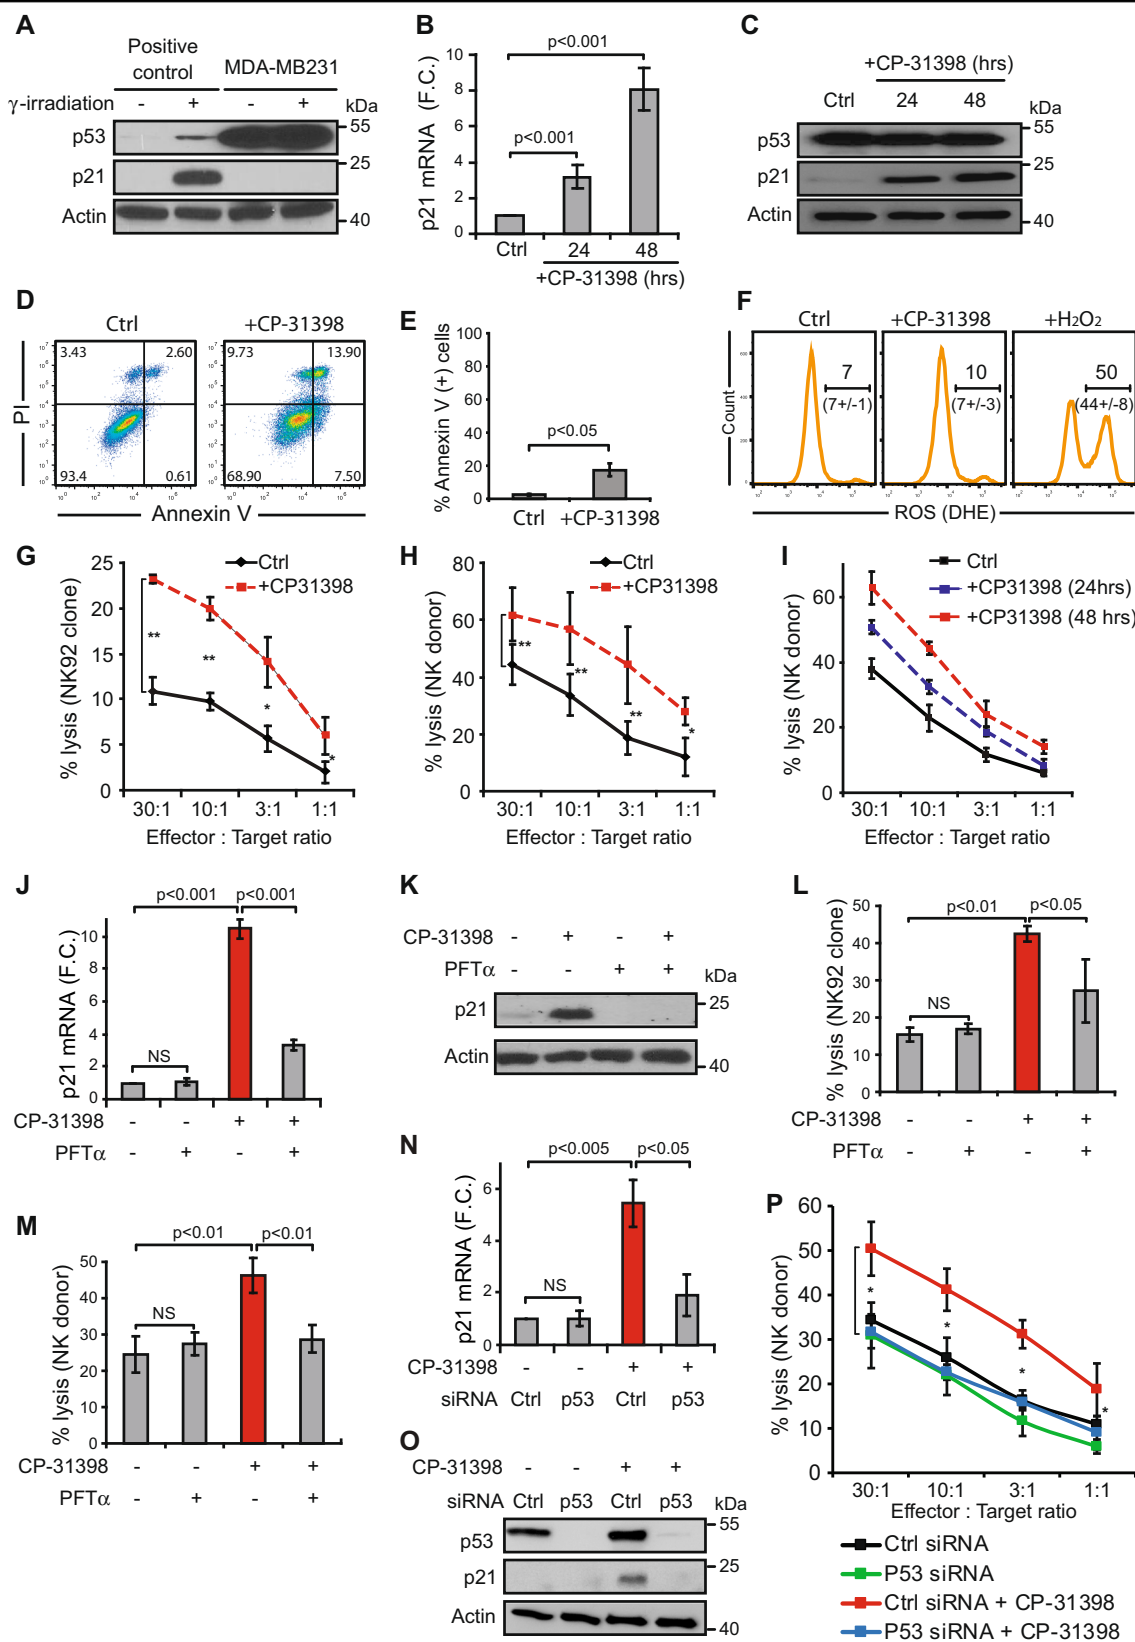 A
Positive control
MDA-MB231
γ-irradiation - + - + kDa
p53
55
p21
25
Actin
40
B
p21 mRNA (F.C.)
10
8
6
4
2
0
p<0.001
p<0.001
Ctrl 24 48
+CP-31398 (hrs)
C
+CP-31398 (hrs)
Ctrl 24 48 kDa
p53
55
p21
25
Actin
40
D
Ctrl +CP-31398
3.43 2.60
93.4 0.61
9.73 13.90
68.90 7.50
PI
Annexin V
E
% Annexin V (+) cells
100
80
60
40
20
0
p<0.05
Ctrl +CP-31398
F
Ctrl +CP-31398 +H2O2
Count
7
(7+/-1)
10
(7+/-3)
50
(44+/-8)
ROS (DHE)
G
Ctrl
+CP31398
% lysis (NK92 clone)
25
20
15
10
5
0
**
**
*
*
30:1 10:1 3:1 1:1
Effector : Target ratio
H
Ctrl
+CP31398
% lysis (NK donor)
80
60
40
20
0
**
**
**
*
30:1 10:1 3:1 1:1
Effector : Target ratio
I
Ctrl
+CP31398 (24hrs)
+CP31398 (48 hrs)
% lysis (NK donor)
60
40
20
0
30:1 10:1 3:1 1:1
Effector : Target ratio
J
p21 mRNA (F.C.)
10
8
6
4
2
0
p<0.001 p<0.001
NS
CP-31398 - - + +
PFTα - + - +
K
CP-31398 - + - +
PFTα - - + + kDa
p21
25
Actin
40
L
% lysis (NK92 clone)
50
40
30
20
10
0
p<0.01 p<0.05
NS
CP-31398 - - + +
PFTα - + - +
M
% lysis (NK donor)
50
40
30
20
10
0
p<0.01 p<0.01
NS
CP-31398 - - + +
PFTα - + - +
N
p21 mRNA (F.C.)
6
4
2
0
p<0.005 p<0.05
NS
CP-31398 - - + +
siRNA Ctrl p53 Ctrl p53
O
CP-31398 - - + +
siRNA Ctrl p53 Ctrl p53 kDa
p53
55
p21
25
Actin
40
P
% lysis (NK donor)
60
50
40
30
20
10
0
*
*
*
*
30:1 10:1 3:1 1:1
Effector : Target ratio
Ctrl siRNA
P53 siRNA
Ctrl siRNA + CP-31398
P53 siRNA + CP-31398